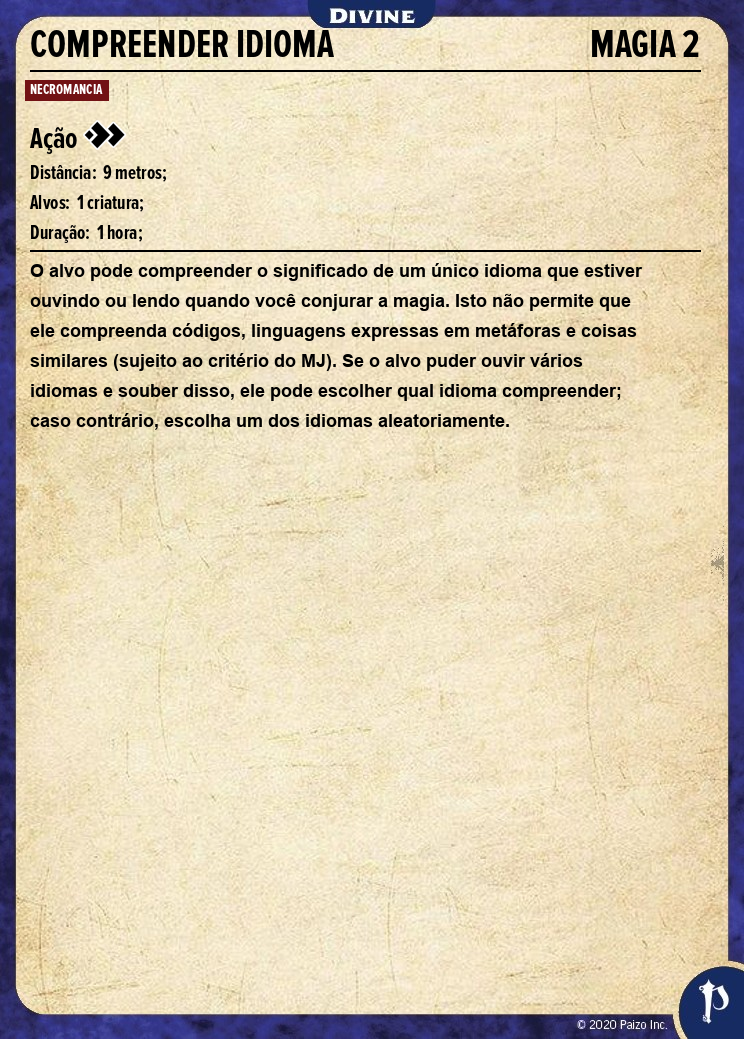 DIVINE
COMPREENDER IDIOMA MAGIA 2
NECROMANCIA
Ação
Distância: 9 metros;
Alvos: 1 criatura;
Duração: 1 hora;
O alvo pode compreender o significado de um único idioma que estiver
ouvindo ou lendo quando você conjurar a magia. Isto não permite que
ele compreenda códigos, linguagens expressas em metáforas e coisas
similares (sujeito ao critério do MJ). Se o alvo puder ouvir vários
idiomas e souber disso, ele pode escolher qual idioma compreender;
caso contrário, escolha um dos idiomas aleatoriamente.
© 2020 Paizo Inc.
P